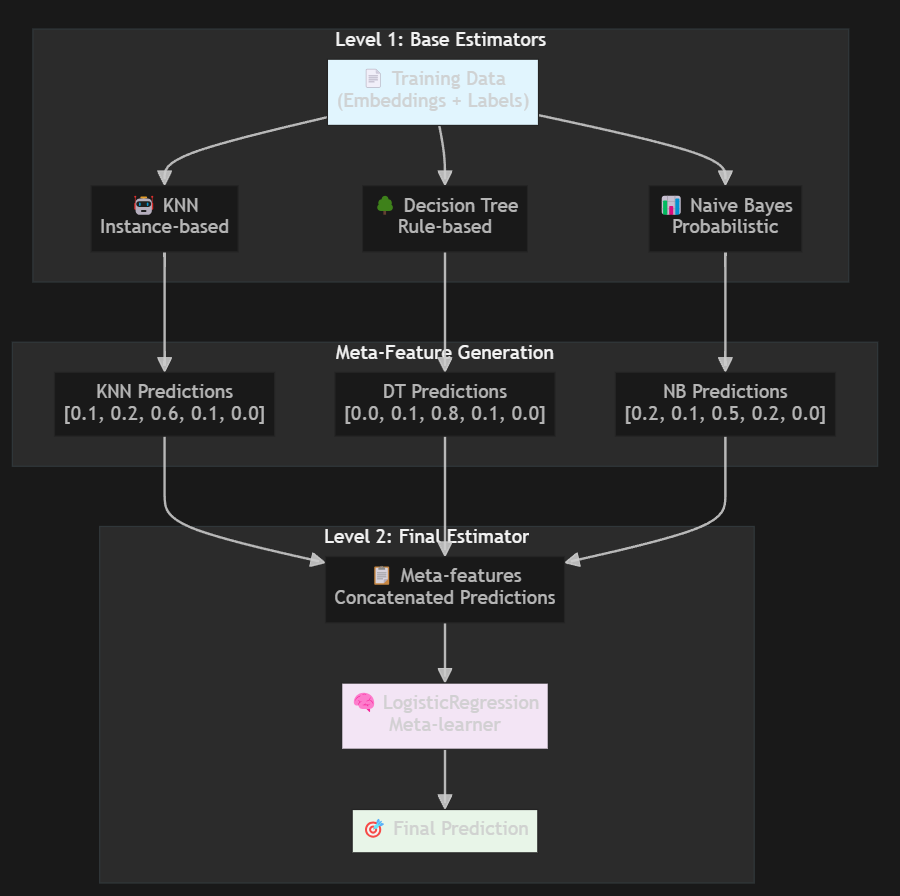 Level 1: Base Estimators
📄 Training Data
(Embeddings + Labels)
🤖 KNN
Instance-based
🌳 Decision Tree
Rule-based
📊 Naive Bayes
Probabilistic
Meta-Feature Generation
KNN Predictions
[0.1, 0.2, 0.6, 0.1, 0.0]
DT Predictions
[0.0, 0.1, 0.8, 0.1, 0.0]
NB Predictions
[0.2, 0.1, 0.5, 0.2, 0.0]
Level 2: Final Estimator
📋 Meta-features
Concatenated Predictions
🧠 LogisticRegression
Meta-learner
🎯 Final Prediction